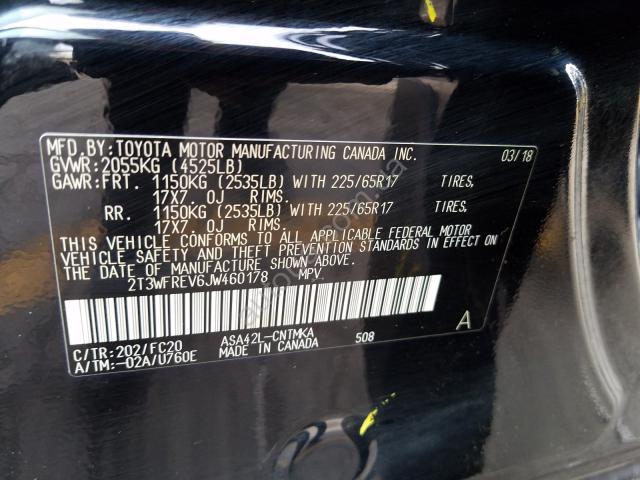 MFD.BY:TOYOTA MOTOR MANUFACTURING CANADA INC. 03/18
GVWR:2055KG (4525LB)
GAWR:FRT. 1150KG (2535LB) WITH 225/65R17 TIRES,
17X7. 0J RIMS.
RR. 1150KG (2535LB) WITH 225/65R17 TIRES,
17X7. 0J RIMS.
THIS VEHICLE CONFORMS TO ALL APPLICABLE FEDERAL MOTOR
VEHICLE SAFETY AND THEFT PREVENTION STANDARDS IN EFFECT ON
THE DATE OF MANUFACTURE SHOWN ABOVE.
2T3WFREV6JW460178 MPV.
C/TR:202/FC20 ASA42L-CNTMKA 508 A
A/TM:-02A/U760E MADE IN CANADA